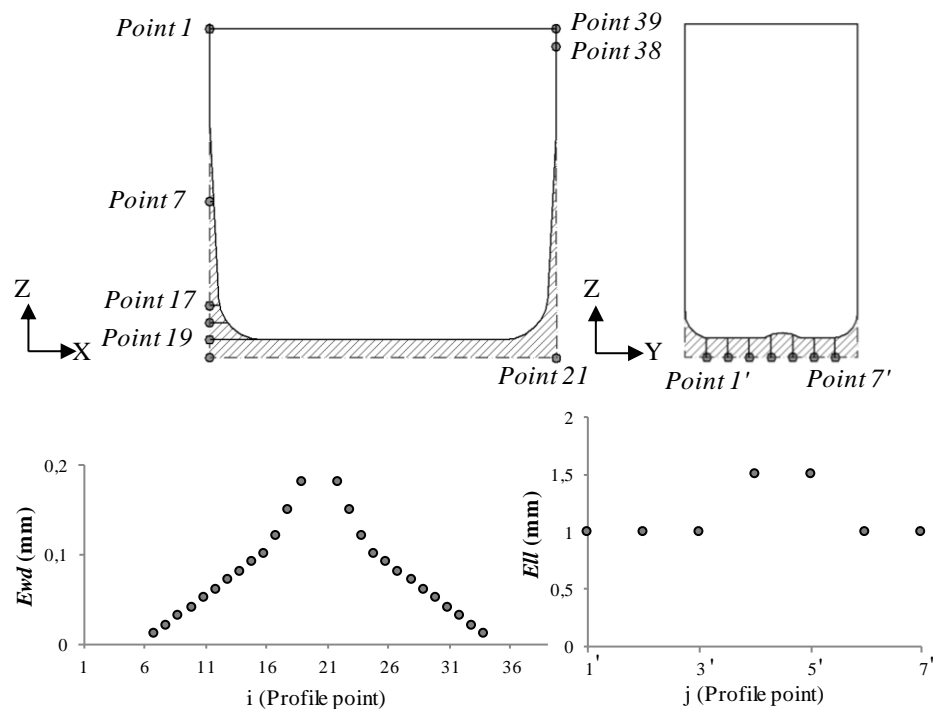 Point 1
Point 39
Point 38
Point 7
Z
Point 17
Point 19
X
Point 21
Z
Y
Point 1'
Point 7'
Ewd (mm)
0,2
0,1
0
1
6
11
16
21
26
31
36
i (Profile point)
Ell (mm)
2
1,5
1
0,5
0
1'
3'
5'
7'
j (Profile point)